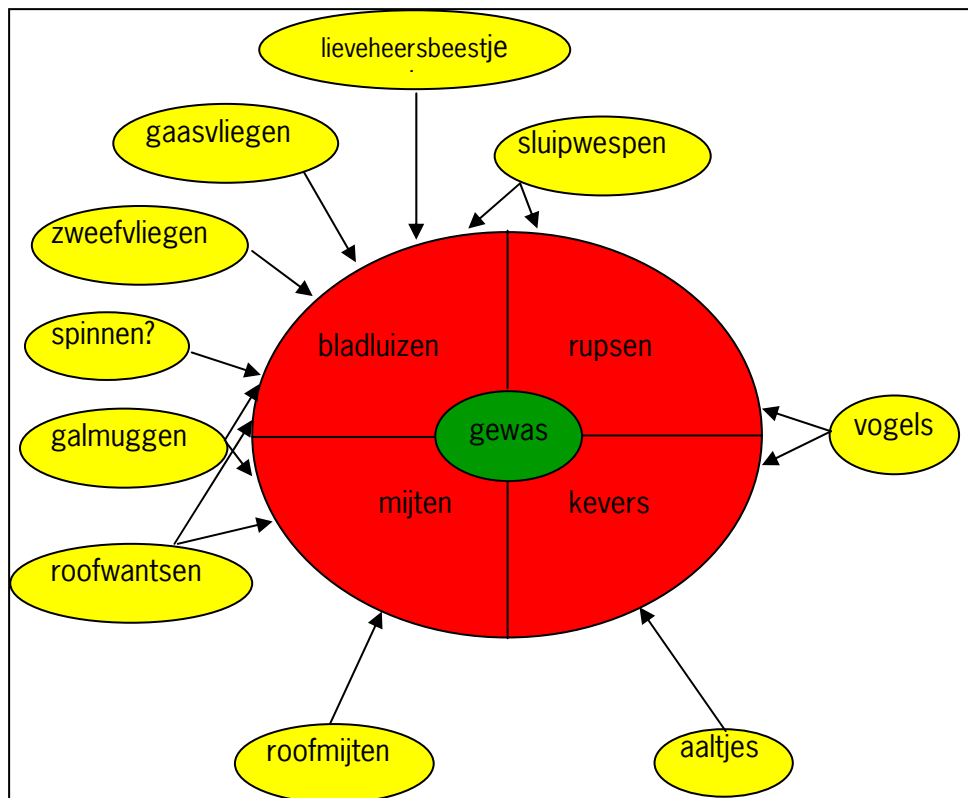 lieveheersbeestje
.
gaasvliegen
sluipwespen
zweefvliegen
spinnen?
bladluizen
rupsen
galmuggen
gewas
vogels
mijten
kevers
roofwantsen
roofmijten
aaltjes